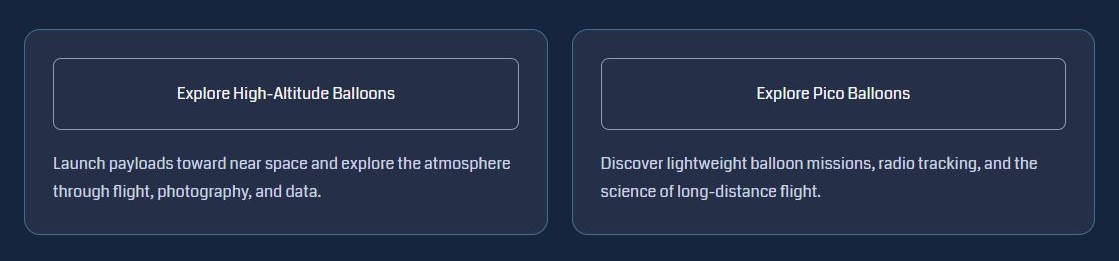 Explore High-Altitude Balloons
Launch payloads toward near space and explore the atmosphere
through flight, photography, and data.
Explore Pico Balloons
Discover lightweight balloon missions, radio tracking, and the
science of long-distance flight.